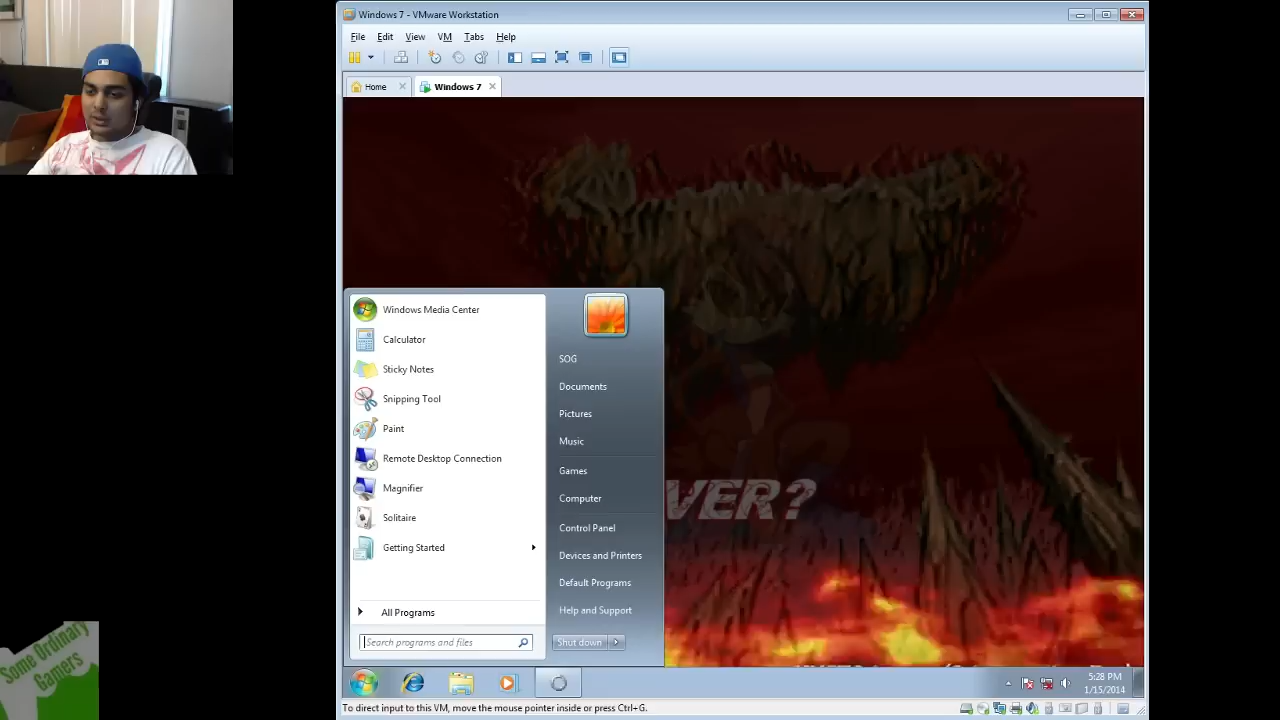 Windows 7 - VMware Workstation
File Edit View VM Tabs Help
Home Windows 7
Windows Media Center
Calculator
Sticky Notes
Snipping Tool
Paint
Remote Desktop Connection
Magnifier
Solitaire
Getting Started
All Programs
Search programs and files
SOG
Documents
Pictures
Music
Games
Computer
Control Panel
Devices and Printers
Default Programs
Help and Support
Shut down
VER?
5:28 PM
1/15/2014
To direct input to this VM, move the mouse pointer inside or press Ctrl+G.
Some Ordinary
Gamers